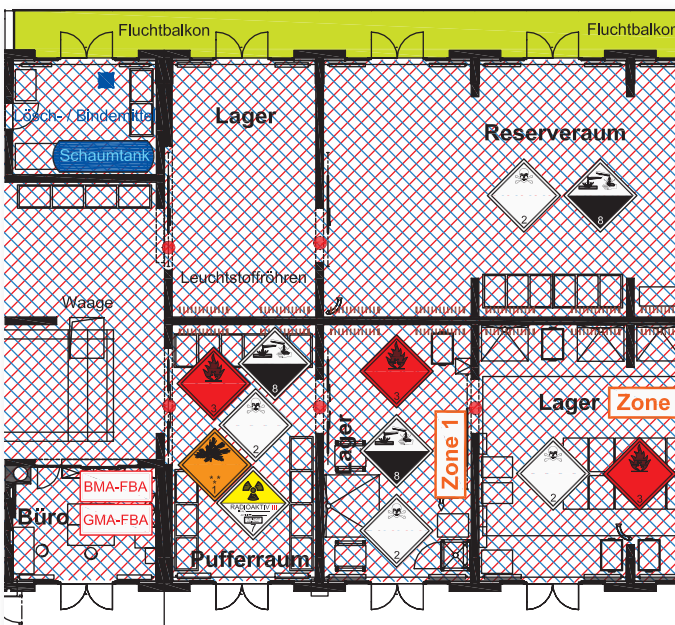 Fluchtbalkon
Fluchtbalkon
Lösch- / Bindemittel
Schaumtank
Lager
Reserveraum
2
8
Leuchtstoffröhren
Waage
3
8
2
1
RADIOAKTIV III
Pufferraum
Lager
3
8
2
Zone 1
Lager
Zone
2
3
BMA-FBA
GMA-FBA
Büro